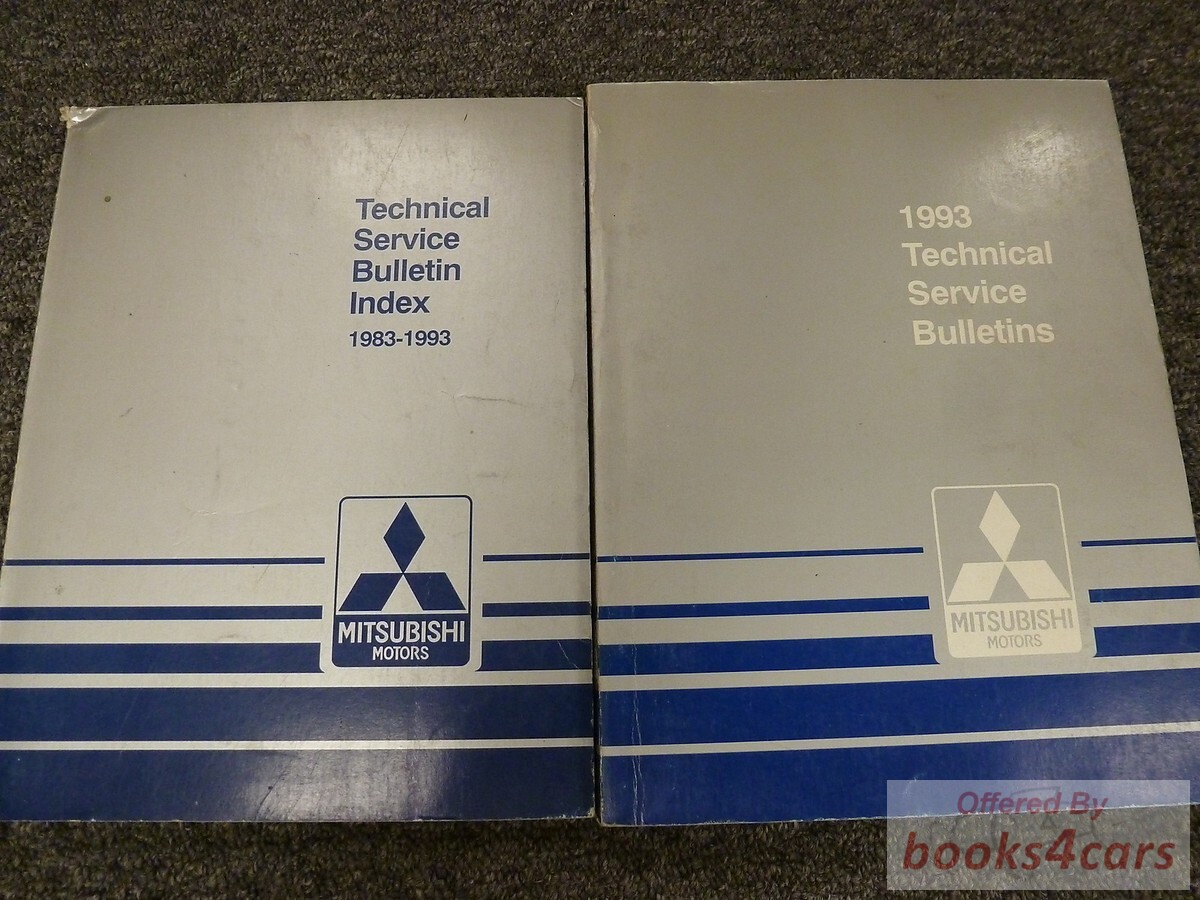 Technical
Service
Bulletin
Index
1983-1993
MITSUBISHI
MOTORS
1993
Technical
Service
Bulletins
MITSUBISHI
MOTORS
Offered By
books4cars